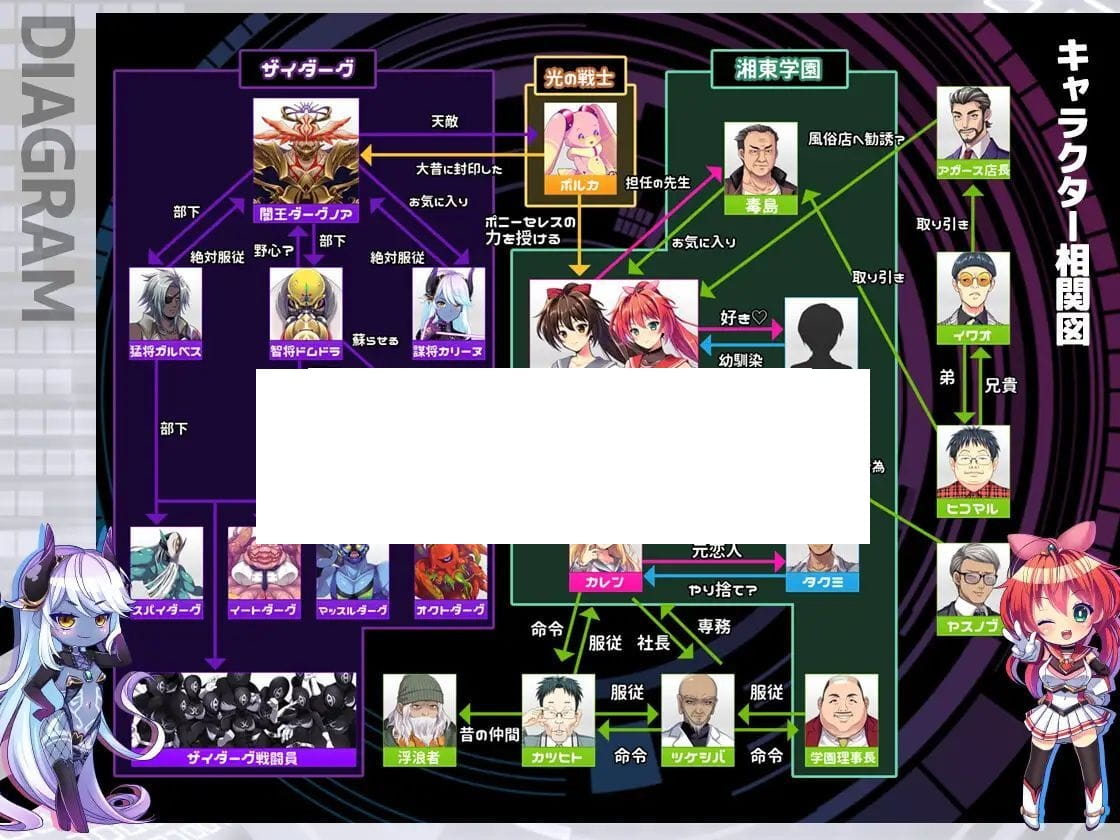 DIAGRAM
キャラクター相関図
ザイダーグ
光の戦士
湘東学園
天敵
大昔に封印した
闇王ダーグノア
ポルカ
毒島
風俗店へ勧誘?
アガース店長
部下
絶対服従
野心?
部下
絶対服従
お気に入り
ポニーセレスの
力を授ける
担任の先生
お気に入り
取り引き
取り引き
猛将ガルベス
智将ドムドラ
謀将カリーヌ
蘇らせる
好き♡
幼馴染
イワオ
弟
兄貴
部下
為
ヒコマル
スパイダーグ
イートダーグ
マッスルダーグ
オクトダーグ
カレン
元恋人
やり捨て?
タクミ
ヤスノブ
命令
服従
社長
専務
ザイダーグ戦闘員
浮浪者
昔の仲間
カツヒト
服従
命令
ツケシバ
服従
命令
学園理事長